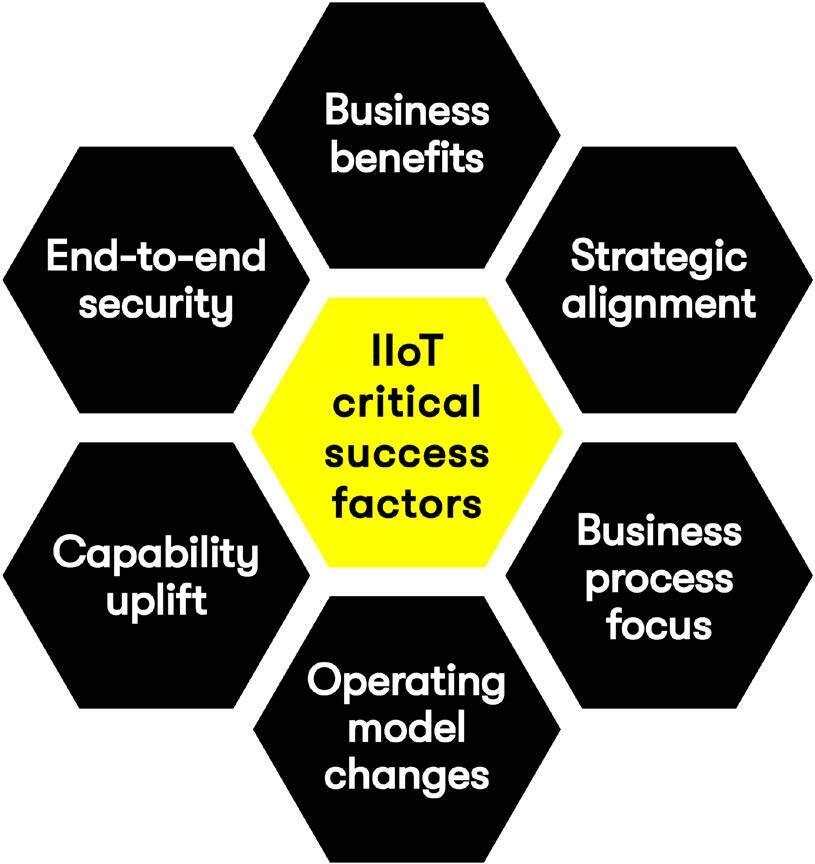 Business
benefits
End-to-end
security
Strategic
alignment
IIoT
critical
success
factors
Capability
uplift
Business
process
focus
Operating
model
changes